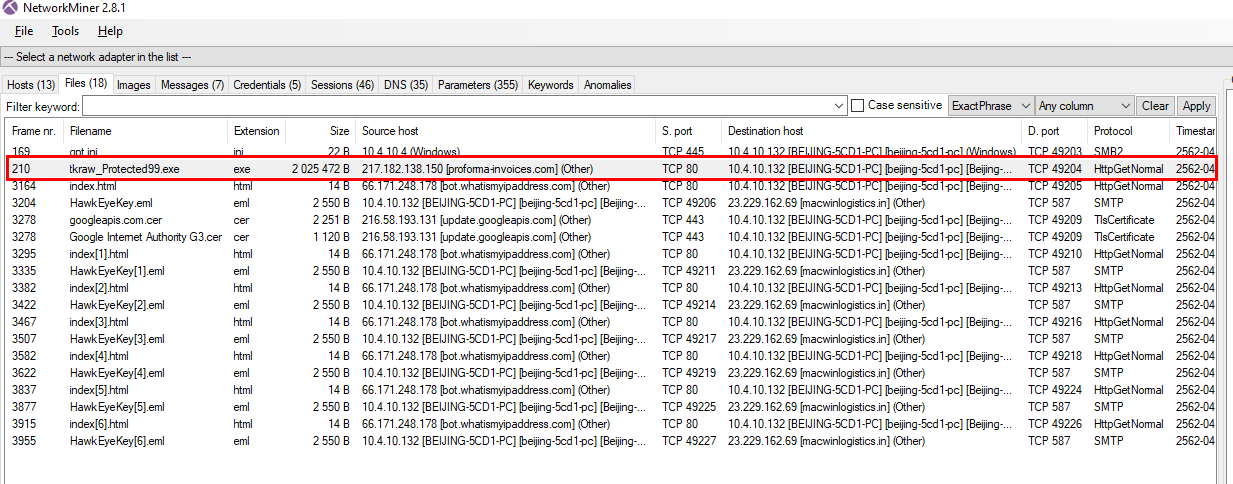 NetworkMiner 2.8.1
File Tools Help
--- Select a network adapter in the list ---
Hosts (13) Files (18) Images Messages (7) Credentials (5) Sessions (46) DNS (35) Parameters (355) Keywords Anomalies
Filter keyword: Case sensitive ExactPhrase Any column Clear Apply
Frame nr. Filename Extension Size Source host S. port Destination host D. port Protocol Timestar
169 gpt.ini ini 22 B 10.4.10.4 (Windows) TCP 445 10.4.10.132 [BEIJING-5CD1-PC] [beijing-5cd1-pc] (Windows) TCP 49203 SMB2 2562-04
210 tkraw_Protected99.exe exe 2 025 472 B 217.182.138.150 [proforma-invoices.com] (Other) TCP 80 10.4.10.132 [BEIJING-5CD1-PC] [beijing-5cd1-pc] [Beijing-... TCP 49204 HttpGetNormal 2562-04
3164 index.html html 14 B 66.171.248.178 [bot.whatismyipaddress.com] (Other) TCP 80 10.4.10.132 [BEIJING-5CD1-PC] [beijing-5cd1-pc] [Beijing-... TCP 49205 HttpGetNormal 2562-04
3204 HawkEyeKey.eml eml 2 550 B 10.4.10.132 [BEIJING-5CD1-PC] [beijing-5cd1-pc] [Beijing-... TCP 49206 23.229.162.69 [macwinlogistics.in] (Other) TCP 587 SMTP 2562-04
3278 googleapis.com.cer cer 2 251 B 216.58.193.131 [update.googleapis.com] (Other) TCP 443 10.4.10.132 [BEIJING-5CD1-PC] [beijing-5cd1-pc] [Beijing-... TCP 49209 TlsCertificate 2562-04
3278 Google Internet Authority G3.cer cer 1 120 B 216.58.193.131 [update.googleapis.com] (Other) TCP 443 10.4.10.132 [BEIJING-5CD1-PC] [beijing-5cd1-pc] [Beijing-... TCP 49209 TlsCertificate 2562-04
3295 index[1].html html 14 B 66.171.248.178 [bot.whatismyipaddress.com] (Other) TCP 80 10.4.10.132 [BEIJING-5CD1-PC] [beijing-5cd1-pc] [Beijing-... TCP 49210 HttpGetNormal 2562-04
3335 HawkEyeKey[1].eml eml 2 550 B 10.4.10.132 [BEIJING-5CD1-PC] [beijing-5cd1-pc] [Beijing-... TCP 49211 23.229.162.69 [macwinlogistics.in] (Other) TCP 587 SMTP 2562-04
3382 index[2].html html 14 B 66.171.248.178 [bot.whatismyipaddress.com] (Other) TCP 80 10.4.10.132 [BEIJING-5CD1-PC] [beijing-5cd1-pc] [Beijing-... TCP 49213 HttpGetNormal 2562-04
3422 HawkEyeKey[2].eml eml 2 550 B 10.4.10.132 [BEIJING-5CD1-PC] [beijing-5cd1-pc] [Beijing-... TCP 49214 23.229.162.69 [macwinlogistics.in] (Other) TCP 587 SMTP 2562-04
3467 index[3].html html 14 B 66.171.248.178 [bot.whatismyipaddress.com] (Other) TCP 80 10.4.10.132 [BEIJING-5CD1-PC] [beijing-5cd1-pc] [Beijing-... TCP 49216 HttpGetNormal 2562-04
3507 HawkEyeKey[3].eml eml 2 550 B 10.4.10.132 [BEIJING-5CD1-PC] [beijing-5cd1-pc] [Beijing-... TCP 49217 23.229.162.69 [macwinlogistics.in] (Other) TCP 587 SMTP 2562-04
3582 index[4].html html 14 B 66.171.248.178 [bot.whatismyipaddress.com] (Other) TCP 80 10.4.10.132 [BEIJING-5CD1-PC] [beijing-5cd1-pc] [Beijing-... TCP 49218 HttpGetNormal 2562-04
3622 HawkEyeKey[4].eml eml 2 550 B 10.4.10.132 [BEIJING-5CD1-PC] [beijing-5cd1-pc] [Beijing-... TCP 49219 23.229.162.69 [macwinlogistics.in] (Other) TCP 587 SMTP 2562-04
3837 index[5].html html 14 B 66.171.248.178 [bot.whatismyipaddress.com] (Other) TCP 80 10.4.10.132 [BEIJING-5CD1-PC] [beijing-5cd1-pc] [Beijing-... TCP 49224 HttpGetNormal 2562-04
3877 HawkEyeKey[5].eml eml 2 550 B 10.4.10.132 [BEIJING-5CD1-PC] [beijing-5cd1-pc] [Beijing-... TCP 49225 23.229.162.69 [macwinlogistics.in] (Other) TCP 587 SMTP 2562-04
3915 index[6].html html 14 B 66.171.248.178 [bot.whatismyipaddress.com] (Other) TCP 80 10.4.10.132 [BEIJING-5CD1-PC] [beijing-5cd1-pc] [Beijing-... TCP 49226 HttpGetNormal 2562-04
3955 HawkEyeKey[6].eml eml 2 550 B 10.4.10.132 [BEIJING-5CD1-PC] [beijing-5cd1-pc] [Beijing-... TCP 49227 23.229.162.69 [macwinlogistics.in] (Other) TCP 587 SMTP 2562-04